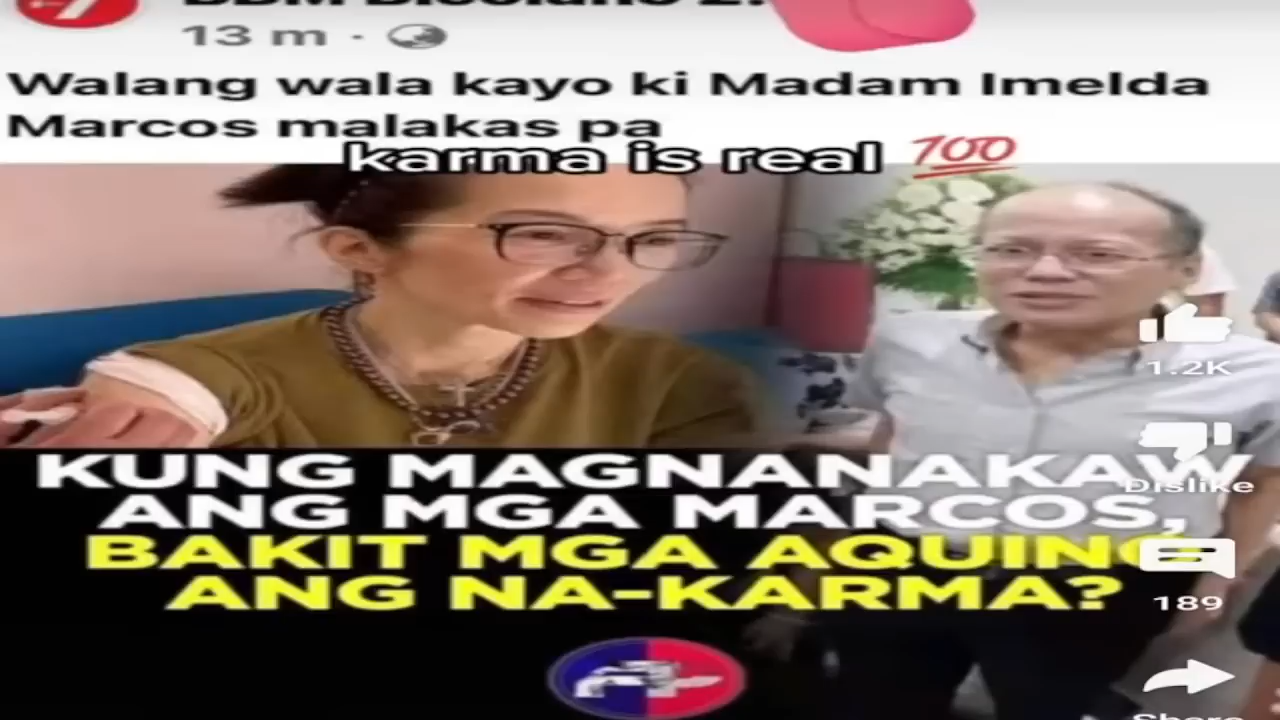 13 m ·
Walang wala kayo ki Madam Imelda
Marcos malakas pa
karma is real 💯
1.2K
Dislike
KUNG MAGNANAKAW
ANG MGA MARCOS,
BAKIT MGA AQUINO
ANG NA-KARMA?
189
Share